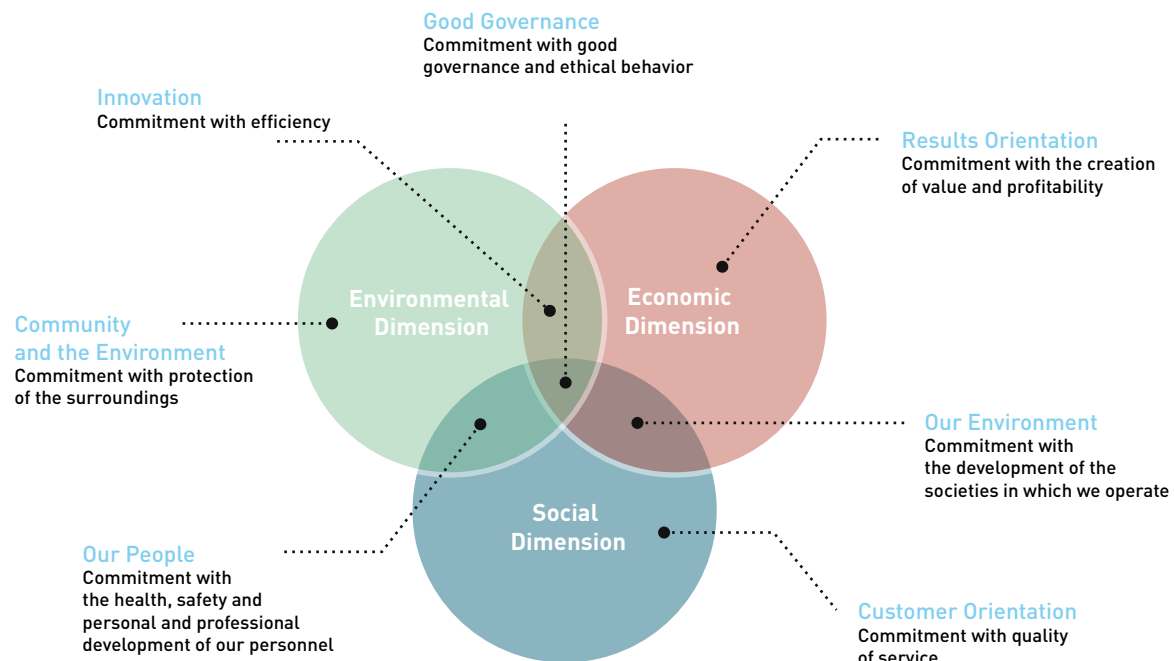 Good Governance
Commitment with good
governance and ethical behavior
Innovation
Commitment with efficiency
Results Orientation
Commitment with the creation
of value and profitability
Environmental
Dimension
Economic
Dimension
Community
and the Environment
Commitment with protection
of the surroundings
Our Environment
Commitment with
the development of the
societies in which we operate
Social
Dimension
Our People
Commitment with
the health, safety and
personal and professional
development of our personnel
Customer Orientation
Commitment with quality
of service